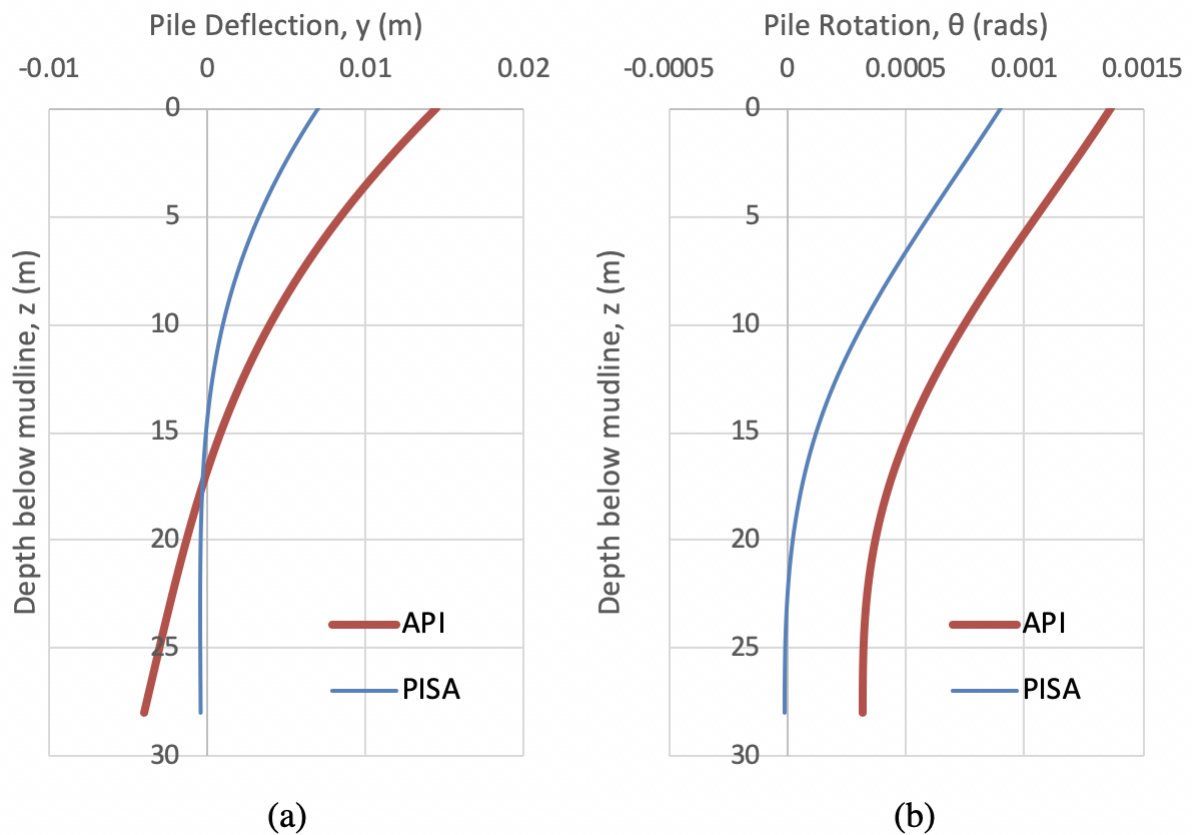 Pile Deflection, y (m)
-0.01 0 0.01 0.02
0
5
10
15
20
25
30
Depth below mudline, z (m)
API
PISA
(a)
Pile Rotation, θ (rads)
-0.0005 0 0.0005 0.001 0.0015
0
5
10
15
20
25
30
Depth below mudline, z (m)
API
PISA
(b)